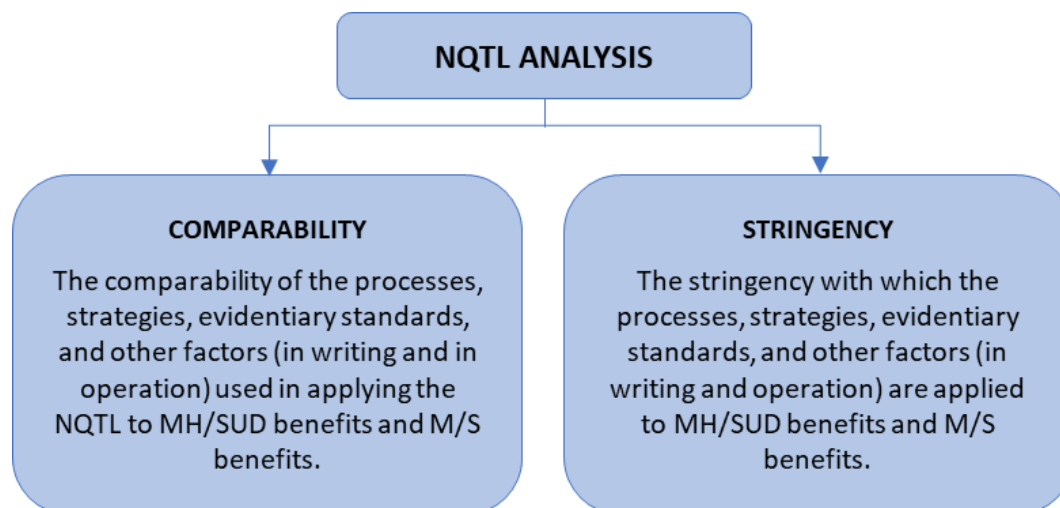 NQTL ANALYSIS
COMPARABILITY
The comparability of the processes,
strategies, evidentiary standards,
and other factors (in writing and in
operation) used in applying the
NQTL to MH/SUD benefits and M/S
benefits.
STRINGENCY
The stringency with which the
processes, strategies, evidentiary
standards, and other factors (in
writing and operation) are applied
to MH/SUD benefits and M/S
benefits.